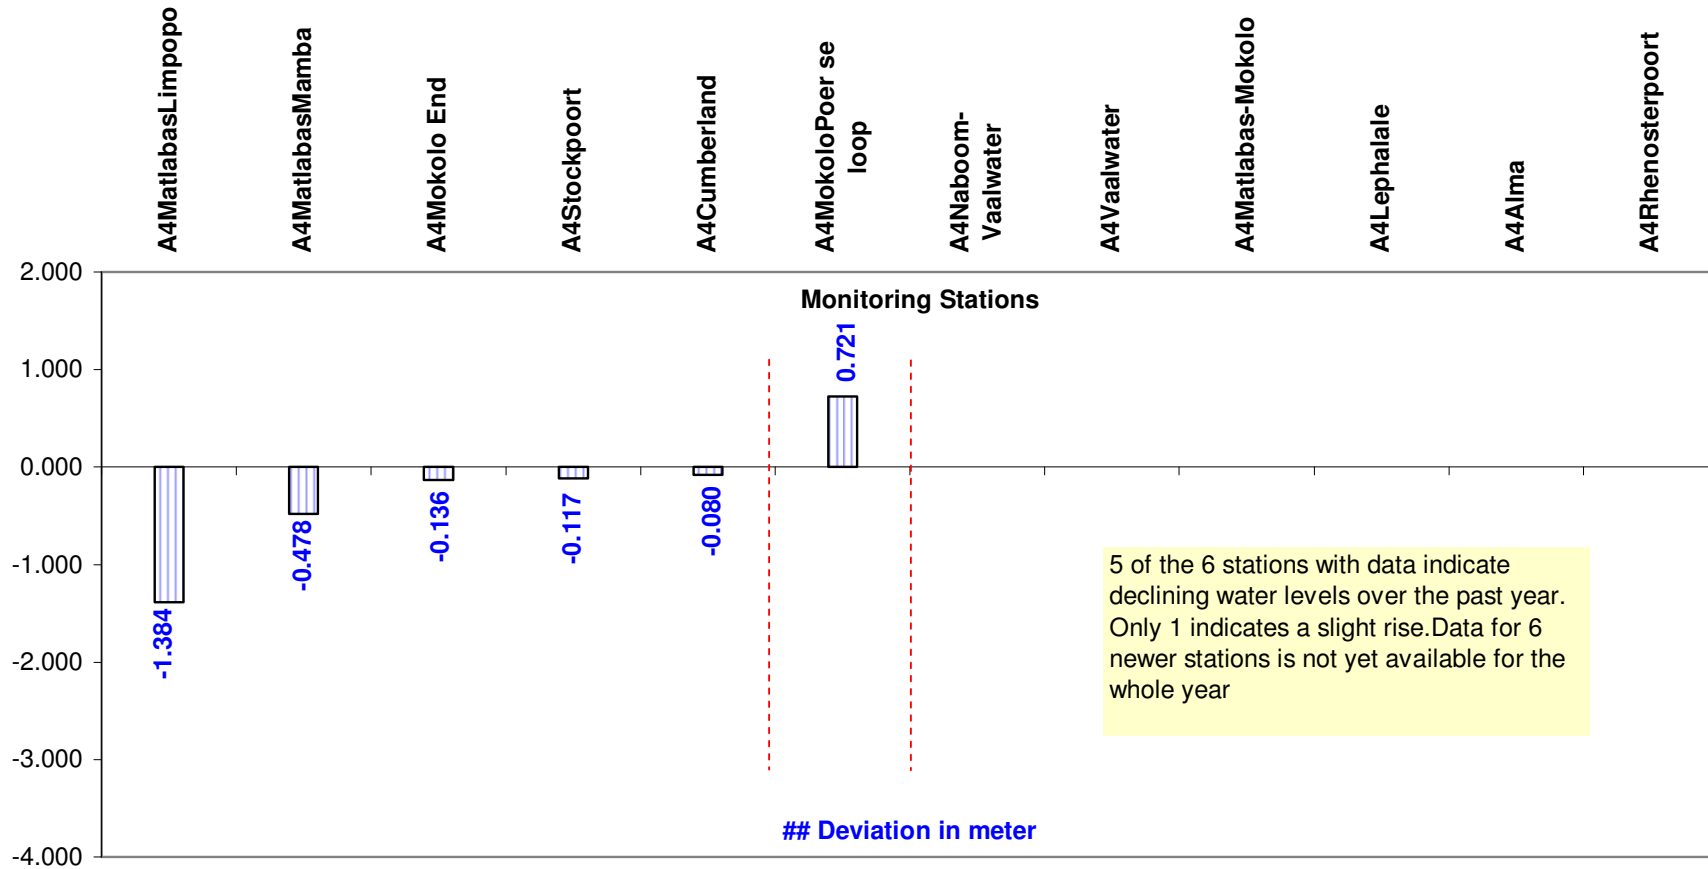 A4MatlabasLimpopo
A4MatlabasMamba
A4Mokolo End
A4Stockpoort
A4Cumberland
A4MokoloPoer se
loop
A4Naboom-
Vaalwater
A4Vaalwater
A4Matlabas-Mokolo
A4Lephalale
A4Alma
A4Rhenosterpoort
2.000
Monitoring Stations
0.721
1.000
0.000
-1.384
-0.478
-0.136
-0.117
-0.080
-1.000
5 of the 6 stations with data indicate
declining water levels over the past year.
Only 1 indicates a slight rise.Data for 6
newer stations is not yet available for the
whole year
-2.000
-3.000
## Deviation in meter
-4.000